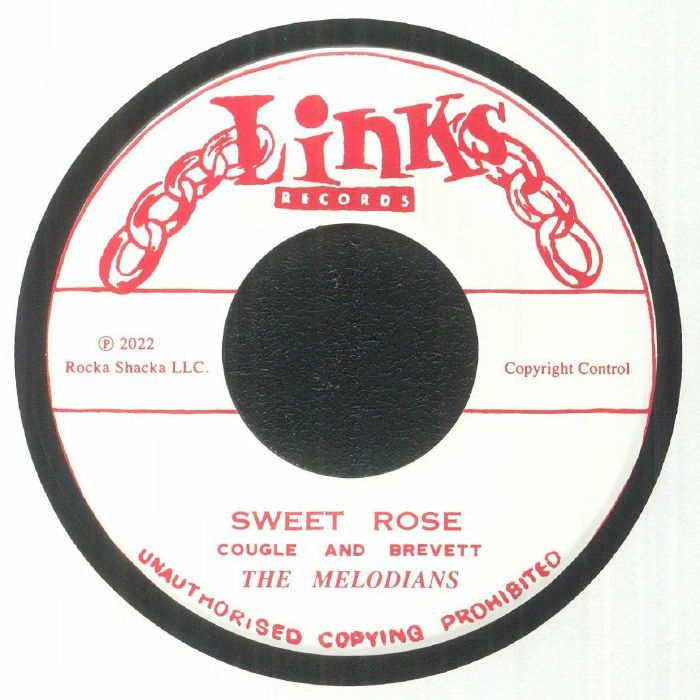 Links
RECORDS
℗ 2022
Rocka Shacka LLC.
Copyright Control
SWEET ROSE
COUGLE AND BREVETT
THE MELODIANS
UNAUTHORISED COPYING PROHIBITED